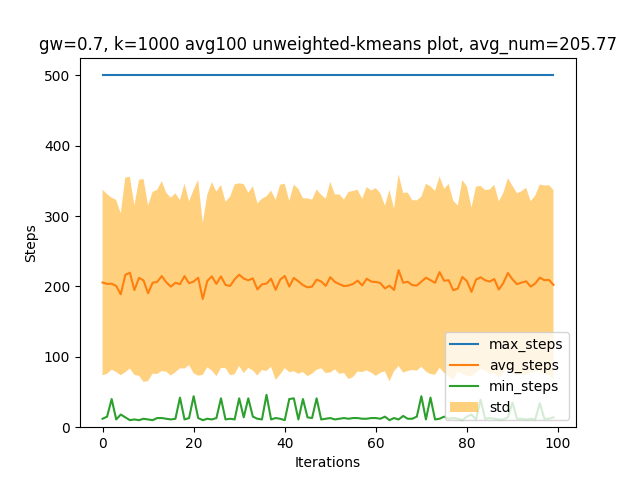 gw=0.7, k=1000 avg100 unweighted-kmeans plot, avg_num=205.77
500
400
300
200
100
0
Steps
max_steps
avg_steps
min_steps
std
0 20 40 60 80 100
Iterations